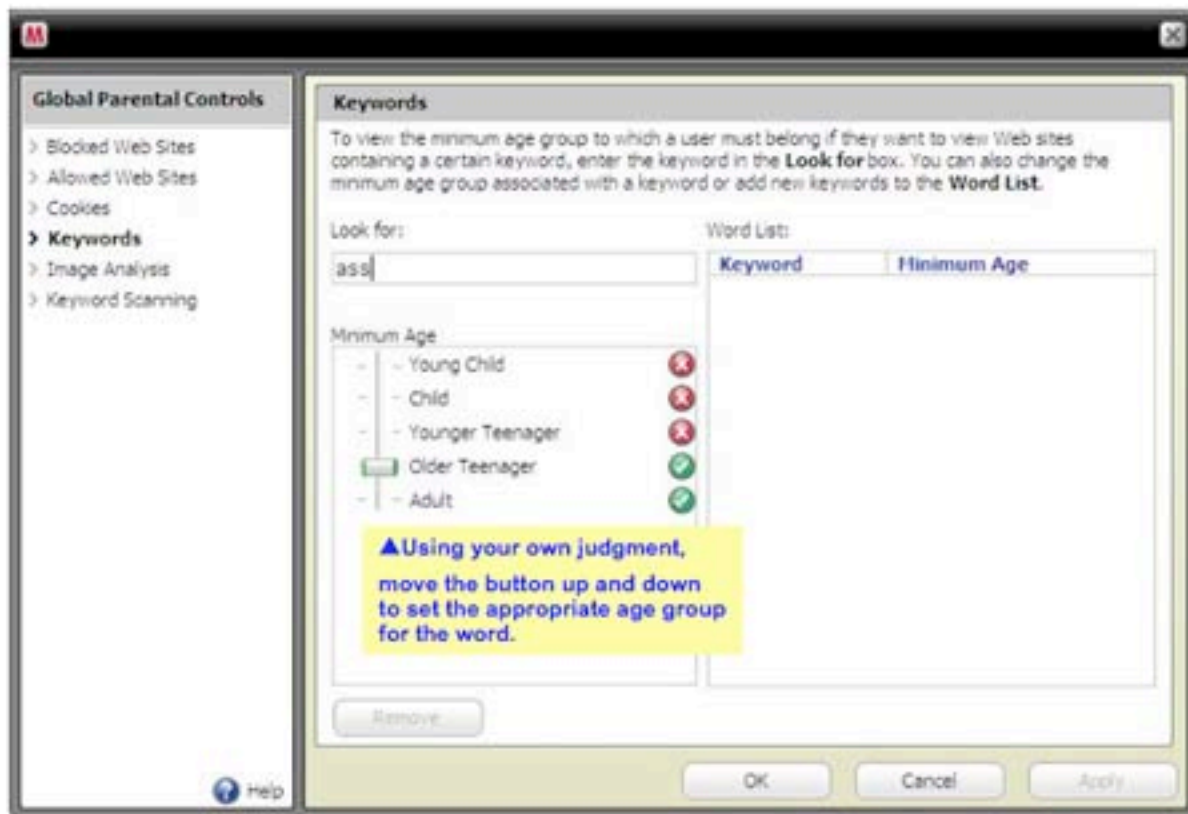 M
Global Parental Controls
> Blocked Web Sites
> Allowed Web Sites
> Cookies
> Keywords
> Image Analysis
> Keyword Scanning
Help
Keywords
To view the minimum age group to which a user must belong if they want to view Web sites
containing a certain keyword, enter the keyword in the Look for box. You can also change the
minimum age group associated with a keyword or add new keywords to the Word List.
Look for:
ass
Minimum Age
Young Child
Child
Younger Teenager
Older Teenager
Adult
▲Using your own judgment,
move the button up and down
to set the appropriate age group
for the word.
Remove
Word List:
Keyword Minimum Age
OK Cancel Apply